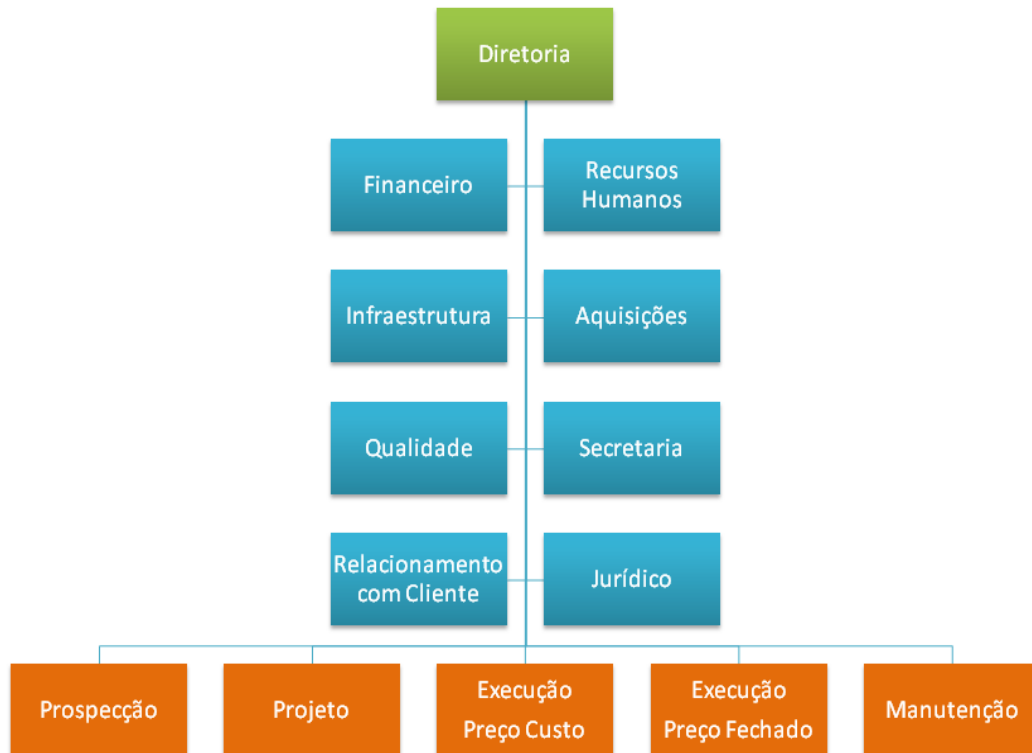 Diretoria
Financeiro
Recursos
Humanos
Infraestrutura
Aquisições
Qualidade
Secretaria
Relacionamento
com Cliente
Jurídico
Prospecção
Projeto
Execução
Preço Custo
Execução
Preço Fechado
Manutenção